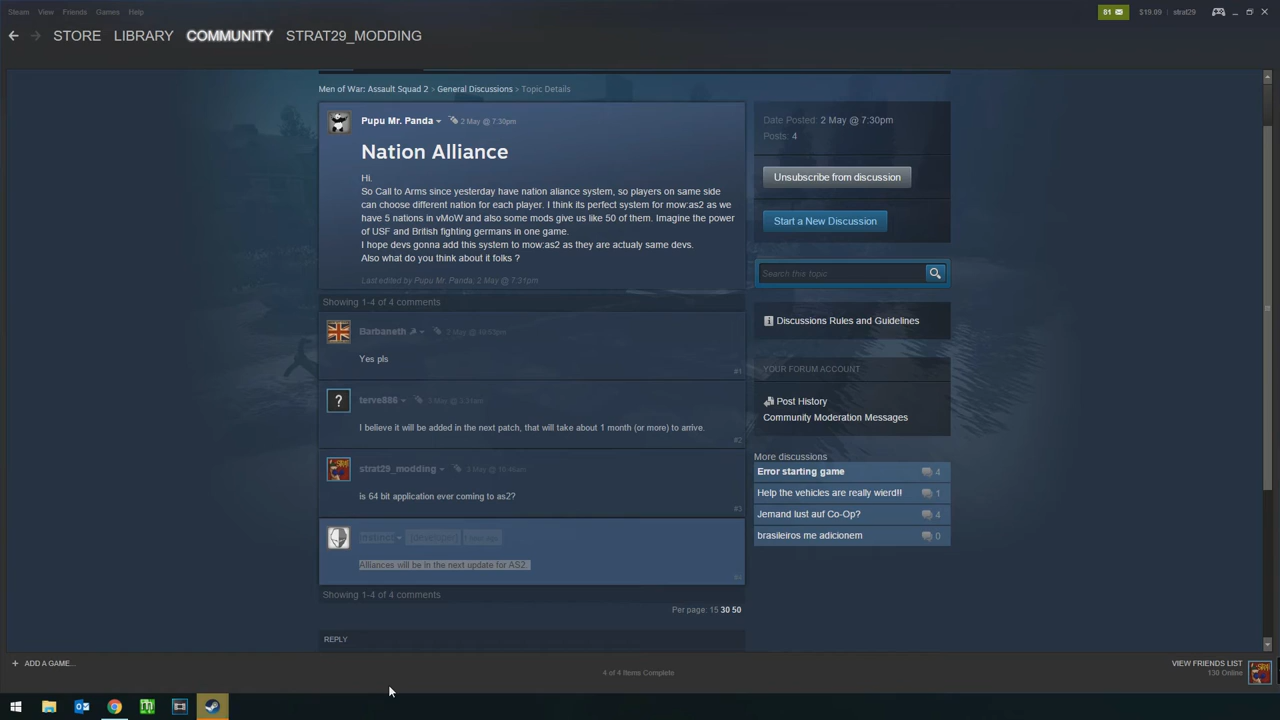 Steam View Friends Games Help
81 $19.09 strat29
STORE LIBRARY COMMUNITY STRAT29_MODDING
Men of War: Assault Squad 2 > General Discussions > Topic Details
Pupu Mr. Panda 2 May @ 7:30pm
Nation Alliance
Hi.
So Call to Arms since yesterday have nation aliance system, so players on same side
can choose different nation for each player. I think its perfect system for mow:as2 as we
have 5 nations in vMoW and also some mods give us like 50 of them. Imagine the power
of USF and British fighting germans in one game.
I hope devs gonna add this system to mow:as2 as they are actualy same devs.
Also what do you think about it folks ?
Last edited by Pupu Mr. Panda; 2 May @ 7:31pm
Showing 1-4 of 4 comments
Barbaneth
Yes pls
#1
terve886
I believe it will be added in the next patch, that will take about 1 month (or more) to arrive.
#2
strat29_modding
is 64 bit application ever coming to as2?
#3
Alliances will be in the next update for AS2.
#4
Showing 1-4 of 4 comments
Per page: 15 30 50
REPLY
Date Posted: 2 May @ 7:30pm
Posts: 4
Unsubscribe from discussion
Start a New Discussion
Search this topic
Discussions Rules and Guidelines
YOUR FORUM ACCOUNT
Post History
Community Moderation Messages
More discussions
Error starting game 4
Help the vehicles are really wierd!! 1
Jemand lust auf Co-Op? 4
brasileiros me adicionem 0
+ ADD A GAME...
4 of 4 Items Complete
VIEW FRIENDS LIST
130 Online